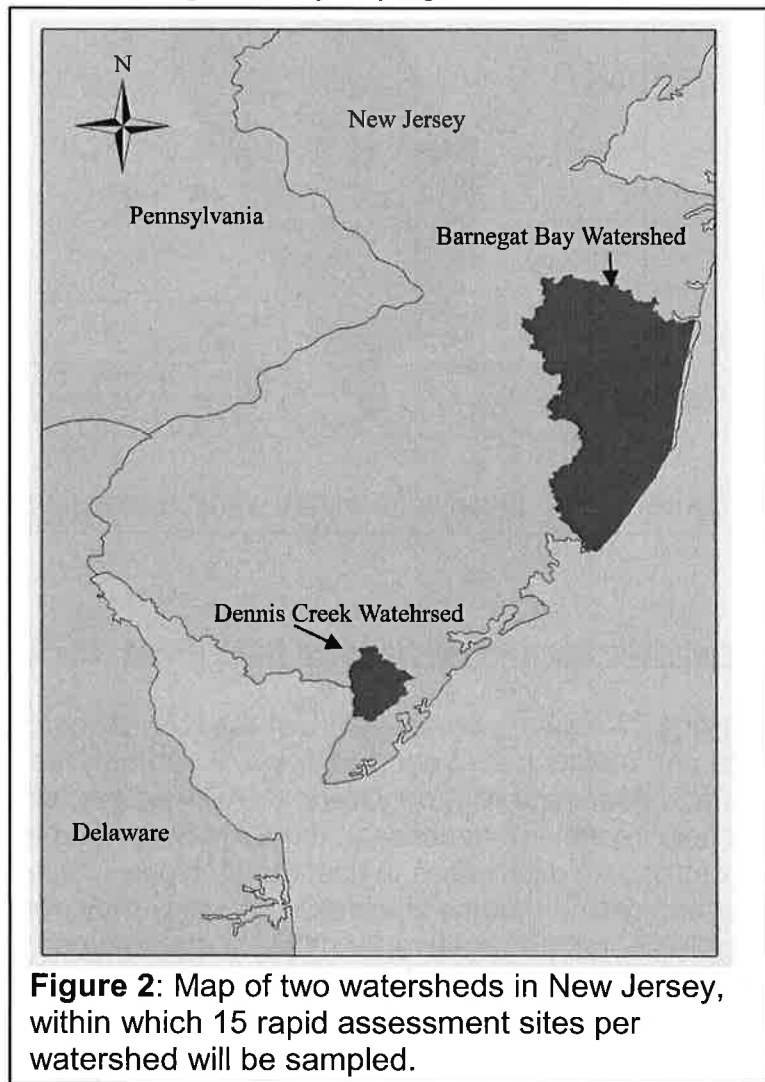 N
New Jersey
Pennsylvania
Barnegat Bay Watershed
Dennis Creek Watehrsed
Delaware
Figure 2: Map of two watersheds in New Jersey,
within which 15 rapid assessment sites per
watershed will be sampled.